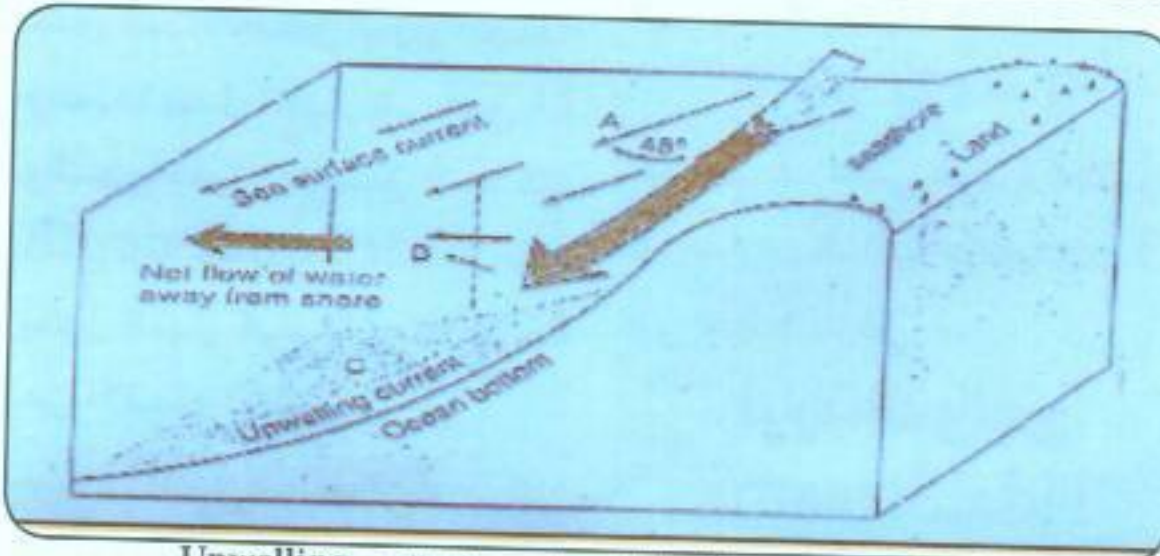 Sea surface current
A
45°
Seashore
Land
B
Net flow of water
away from shore
C
Upwelling current
Ocean bottom
Upwelling